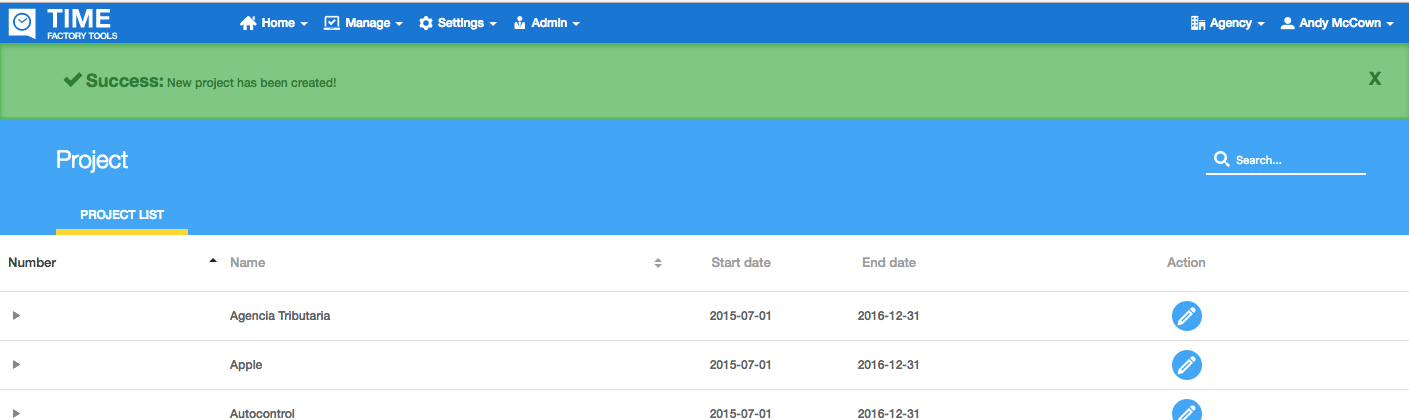 TIME
FACTORY TOOLS
Home Manage Settings Admin Agency Andy McCown
Success: New project has been created! X
Project
Search...
PROJECT LIST
Number Name Start date End date Action
Agencia Tributaria 2015-07-01 2016-12-31
Apple 2015-07-01 2016-12-31
Autocontrol 2015-07-01 2016-12-31